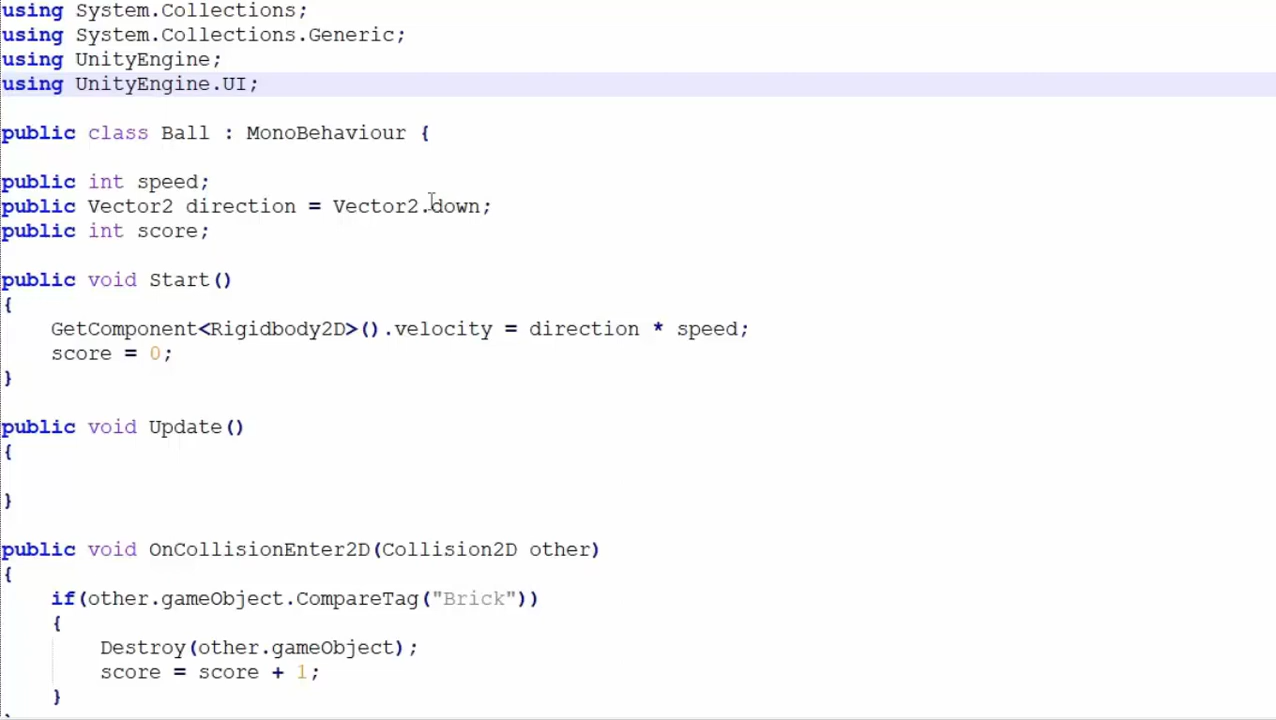 using System.Collections;
using System.Collections.Generic;
using UnityEngine;
using UnityEngine.UI;
public class Ball : MonoBehaviour {
public int speed;
public Vector2 direction = Vector2.down;
public int score;
public void Start()
{
    GetComponent<Rigidbody2D>().velocity = direction * speed;
    score = 0;
}
public void Update()
{
}
public void OnCollisionEnter2D(Collision2D other)
{
    if(other.gameObject.CompareTag("Brick"))
    {
        Destroy(other.gameObject);
        score = score + 1;
    }